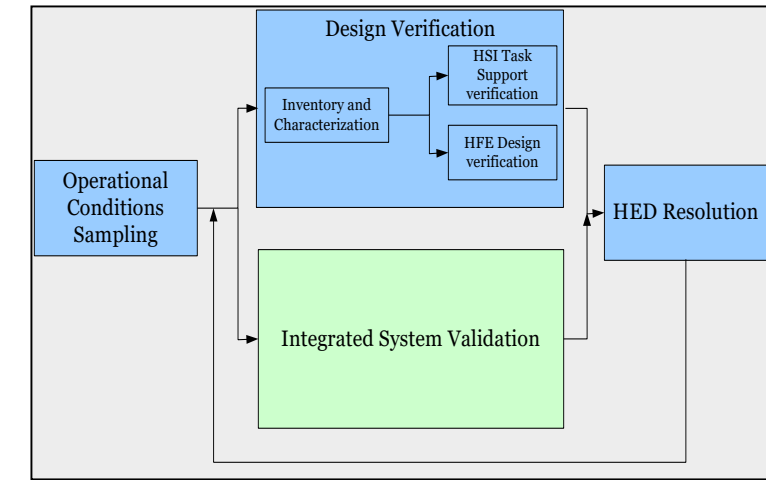 Design Verification
HSI Task
Support
verification
Inventory and
Characterization
HFE Design
verification
Operational
Conditions
Sampling
HED Resolution
Integrated System Validation